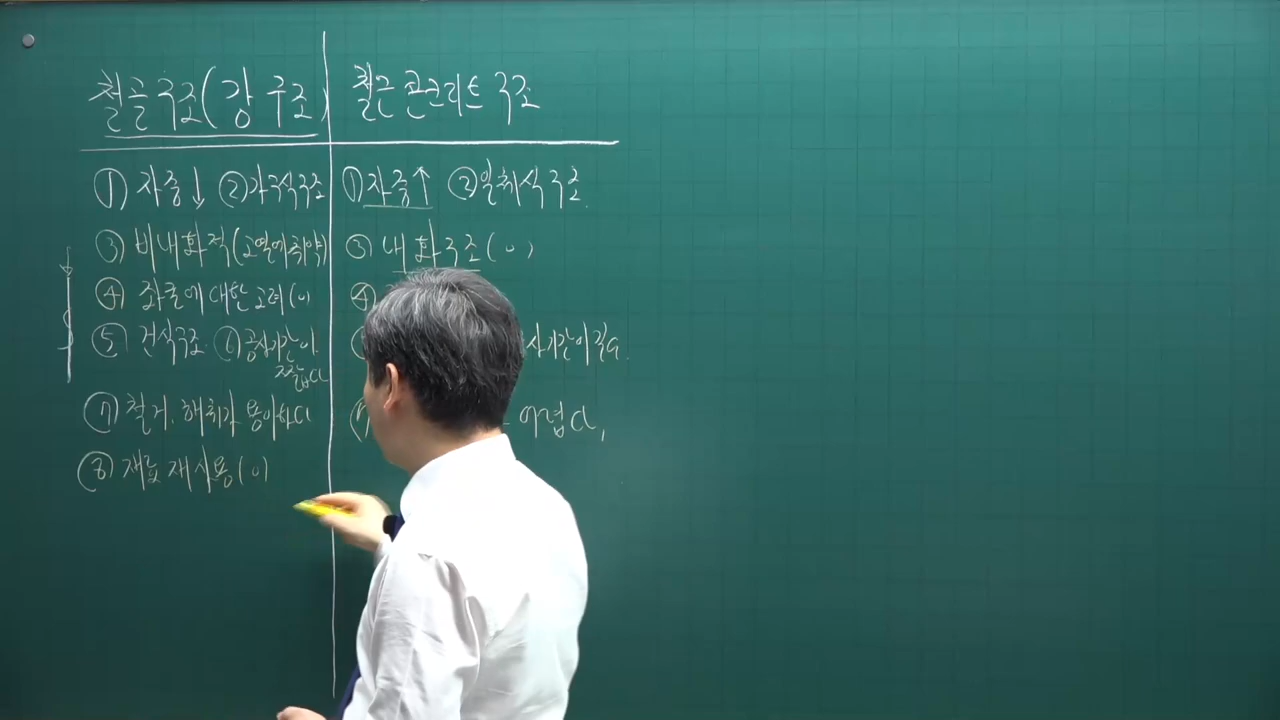 철골구조(강구조)
철근콘크리트구조
① 자중↓ ② 가구식구조
③ 비내화적(고열에취약)
④ 좌굴에 대한 고려(O)
⑤ 건식구조 ⑥ 공사기간이
짧다
⑦ 철거, 해체가 용이하다
⑧ 재료 재사용(O)
① 자중↑ ② 일체식구조
③ 내화구조(O)
④
사기간이 길다.
⑦ 어렵다.